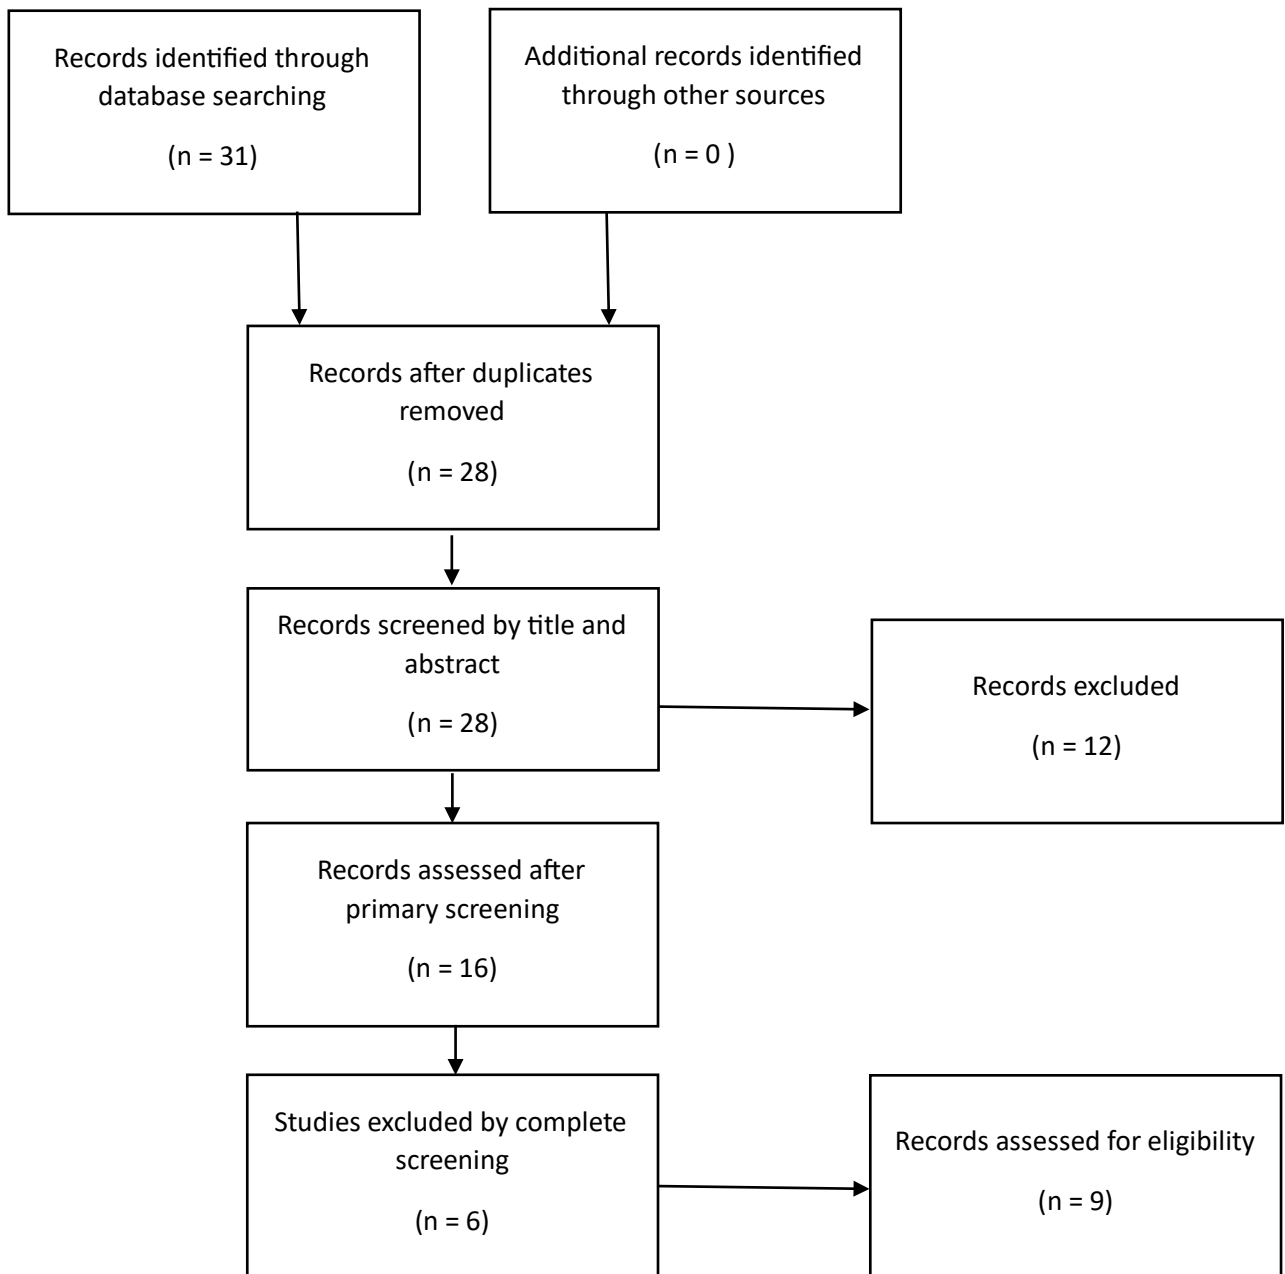 Records identified through
database searching
(n = 31)
Additional records identified
through other sources
(n = 0 )
Records after duplicates
removed
(n = 28)
Records screened by title and
abstract
(n = 28)
Records excluded
(n = 12)
Records assessed after
primary screening
(n = 16)
Studies excluded by complete
screening
(n = 6)
Records assessed for eligibility
(n = 9)